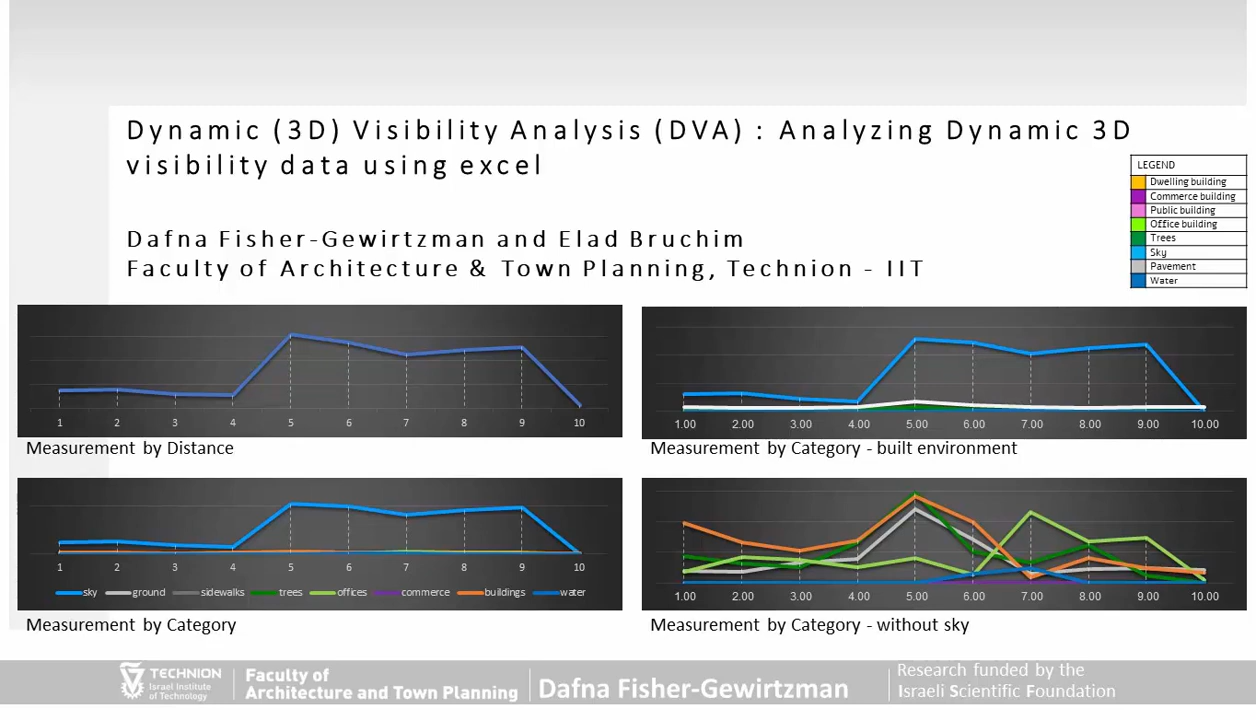 Dynamic (3D) Visibility Analysis (DVA) : Analyzing Dynamic 3D
visibility data using excel
Dafna Fisher-Gewirtzman and Elad Bruchim
Faculty of Architecture & Town Planning, Technion - IIT
LEGEND
Dwelling building
Commerce building
Public building
Office building
Trees
Sky
Pavement
Water
1 2 3 4 5 6 7 8 9 10
Measurement by Distance
1.00 2.00 3.00 4.00 5.00 6.00 7.00 8.00 9.00 10.00
Measurement by Category - built environment
1 2 3 4 5 6 7 8 9 10
sky ground sidewalks trees offices commerce buildings water
Measurement by Category
1.00 2.00 3.00 4.00 5.00 6.00 7.00 8.00 9.00 10.00
Measurement by Category - without sky
TECHNION
Israel Institute
of Technology
Faculty of
Architecture and Town Planning
Dafna Fisher-Gewirtzman
Research funded by the
Israeli Scientific Foundation